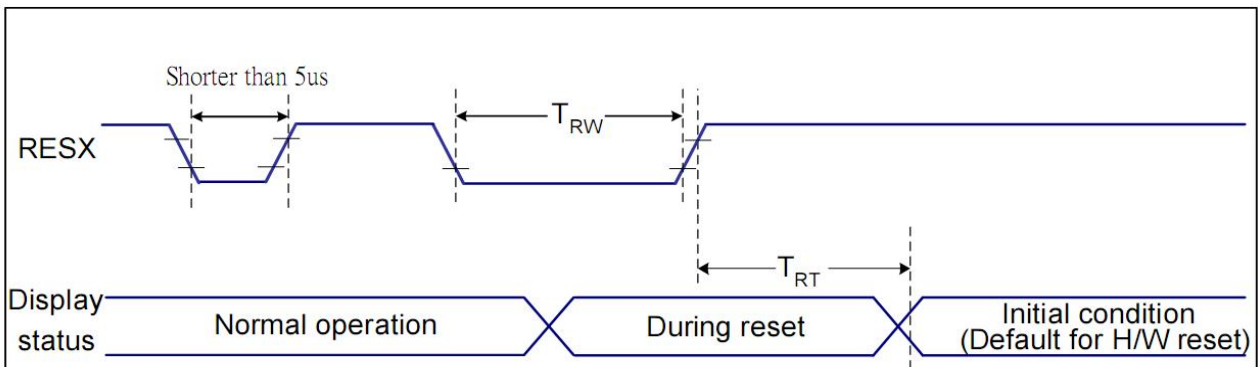 Shorter than 5us
RESX
TRW
TRT
Display
status
Normal operation
During reset
Initial condition
(Default for H/W reset)